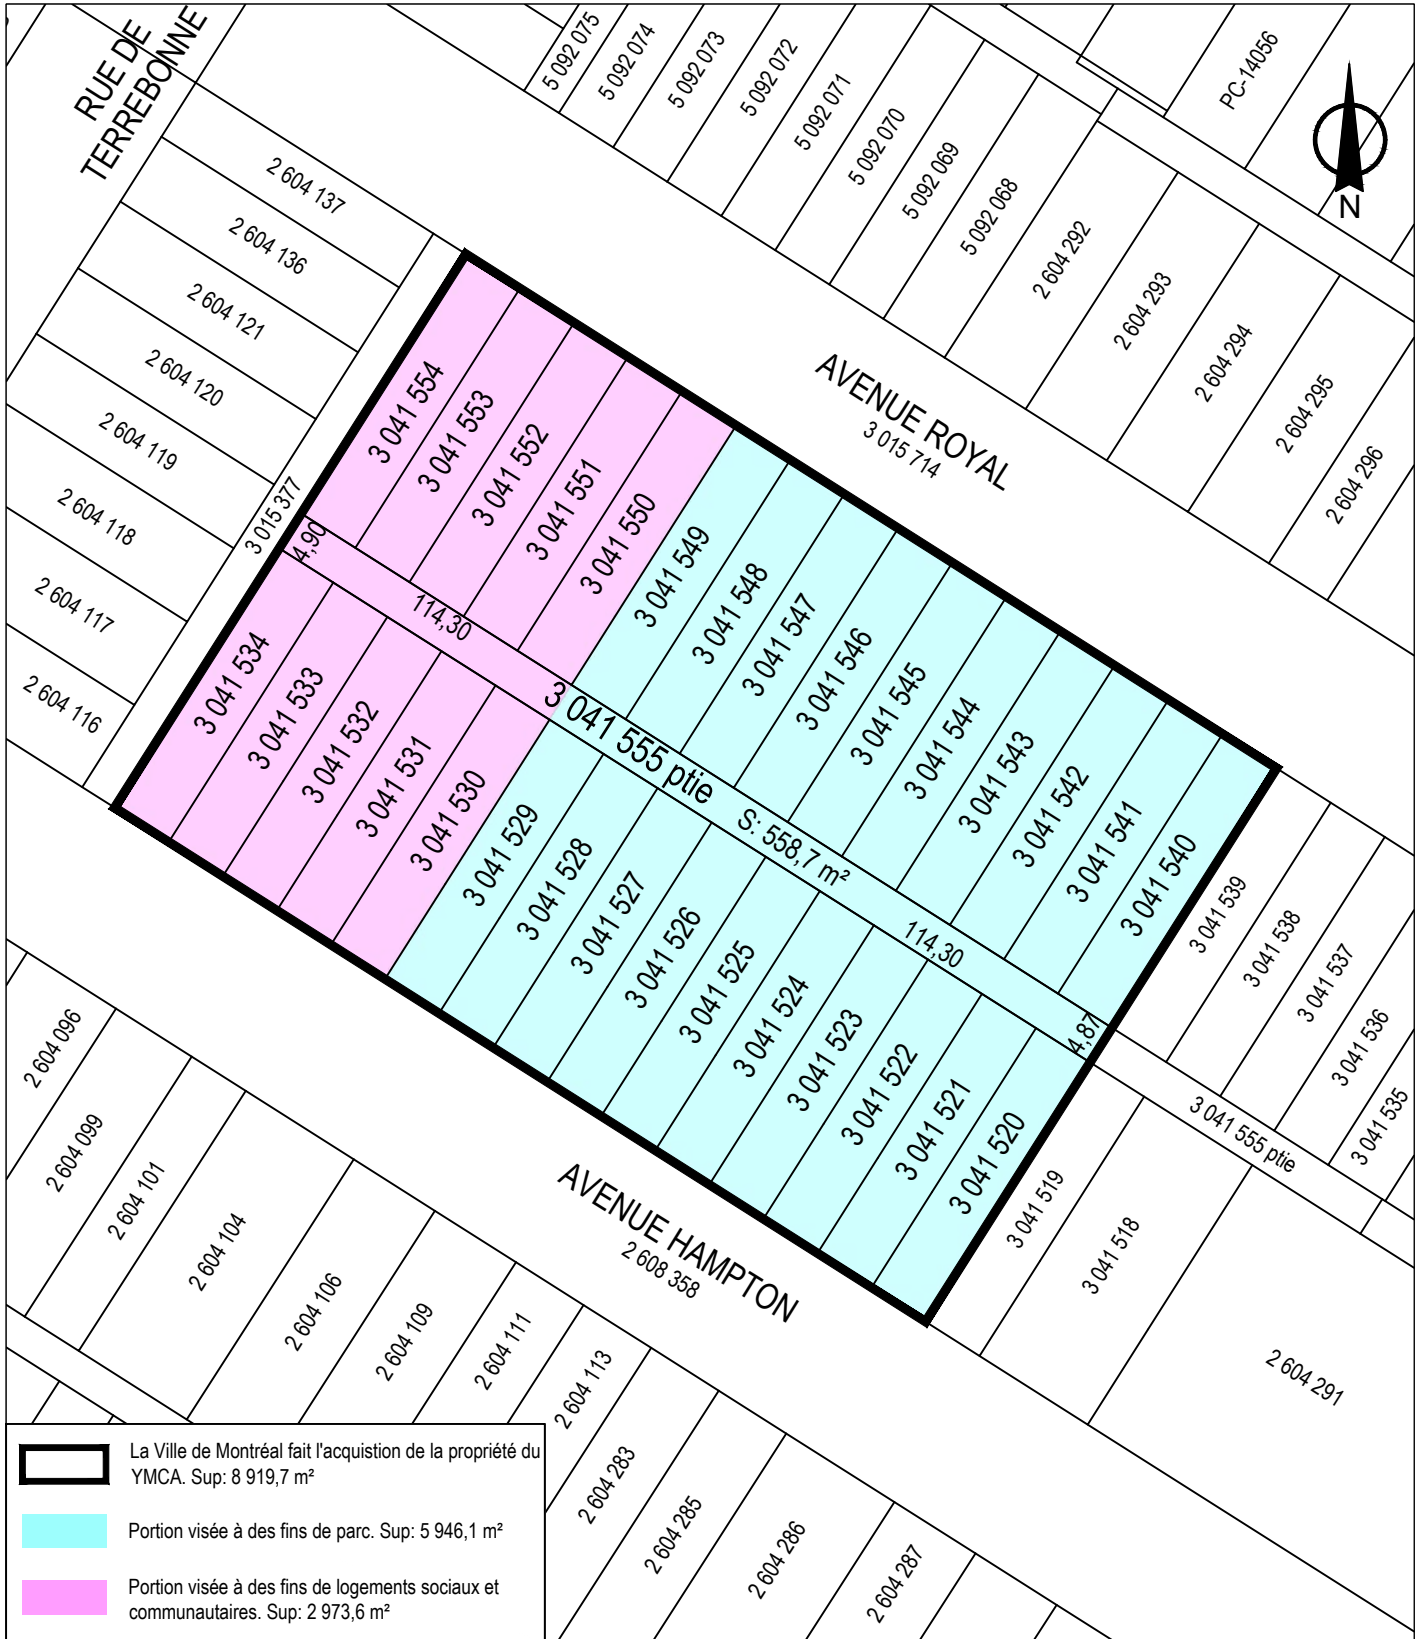 RUE DE
TERREBONNE
5 092 075
5 092 074
5 092 073
5 092 072
5 092 071
5 092 070
5 092 069
5 092 068
2 604 292
2 604 293
2 604 294
2 604 295
2 604 296
PC-14056
N
2 604 137
2 604 136
2 604 121
2 604 120
2 604 119
2 604 118
2 604 117
2 604 116
3 015 377
AVENUE ROYAL
3 015 714
3 041 554
3 041 553
3 041 552
3 041 551
3 041 550
3 041 549
3 041 548
3 041 547
3 041 546
3 041 545
3 041 544
3 041 543
3 041 542
3 041 541
3 041 540
3 041 539
3 041 538
3 041 537
3 041 536
3 041 535
4,90
114,30
3 041 555 ptie
S: 558,7 m²
114,30
4,87
3 041 555 ptie
3 041 534
3 041 533
3 041 532
3 041 531
3 041 530
3 041 529
3 041 528
3 041 527
3 041 526
3 041 525
3 041 524
3 041 523
3 041 522
3 041 521
3 041 520
3 041 519
3 041 518
2 604 291
AVENUE HAMPTON
2 608 358
2 604 096
2 604 099
2 604 101
2 604 104
2 604 106
2 604 109
2 604 111
2 604 113
2 604 283
2 604 285
2 604 286
2 604 287
La Ville de Montréal fait l'acquistion de la propriété du
YMCA. Sup: 8 919,7 m²
Portion visée à des fins de parc. Sup: 5 946,1 m²
Portion visée à des fins de logements sociaux et
communautaires. Sup: 2 973,6 m²